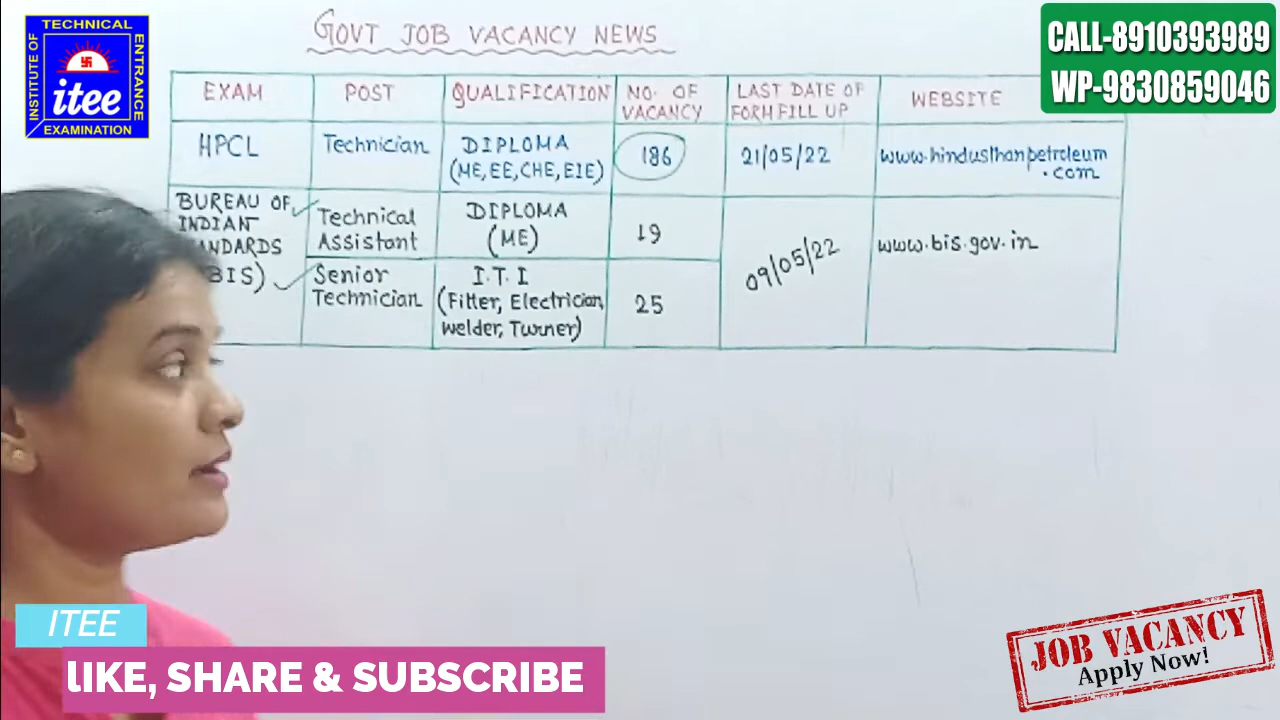 TECHNICAL
INSTITUTE OF
ENTRANCE
itee
EXAMINATION
GOVT JOB VACANCY NEWS
CALL-8910393989
WP-9830859046
EXAM
POST
QUALIFICATION
NO. OF
VACANCY
LAST DATE OF
FORM FILL UP
WEBSITE
HPCL
Technician
DIPLOMA
(ME, EE, CHE, EIE)
186
21/05/22
www.hindusthanpetroleum
.com
BUREAU OF
INDIAN
STANDARDS
(BIS)
Technical
Assistant
DIPLOMA
(ME)
19
09/05/22
www.bis.gov.in
Senior
Technician
I.T.I
(Fitter, Electrician,
welder, Turner)
25
ITEE
LIKE, SHARE & SUBSCRIBE
JOB VACANCY
Apply Now!